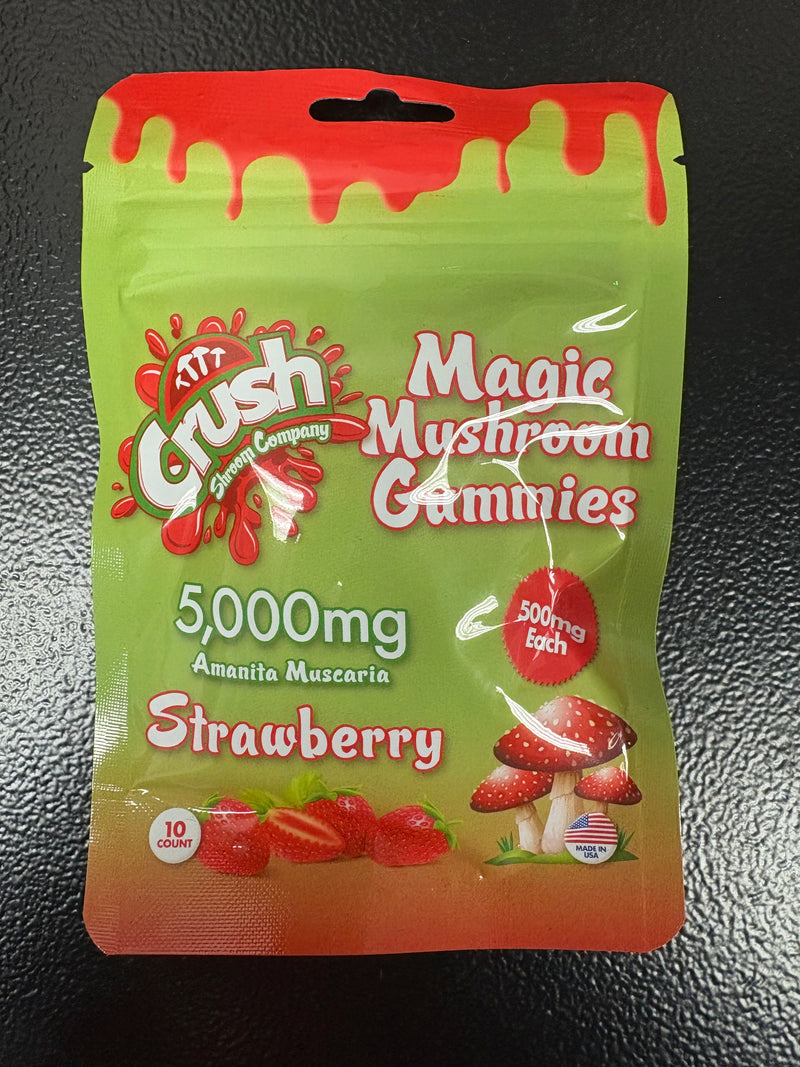 Crush
Shroom Company
Magic
Mushroom
Gummies
5,000mg
Amanita Muscaria
500mg
Each
Strawberry
10
COUNT
MADE IN
USA